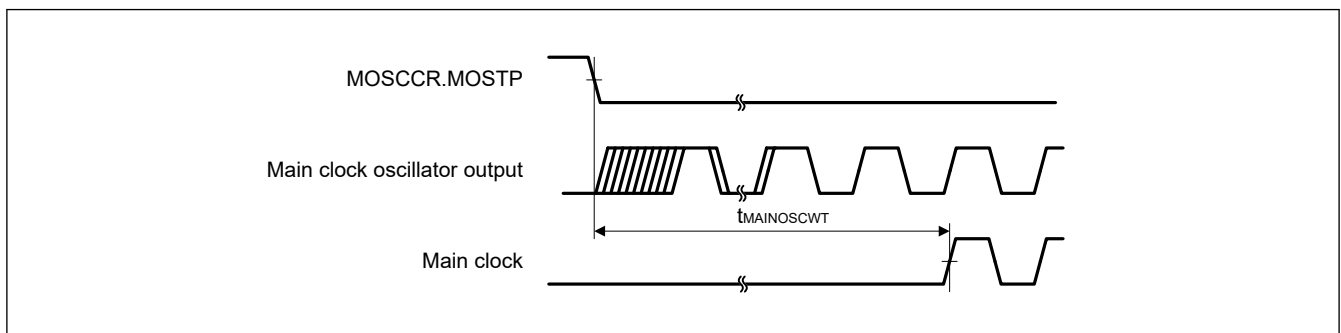 MOSCCR.MOSTP
Main clock oscillator output
tMAINOSCWT
Main clock